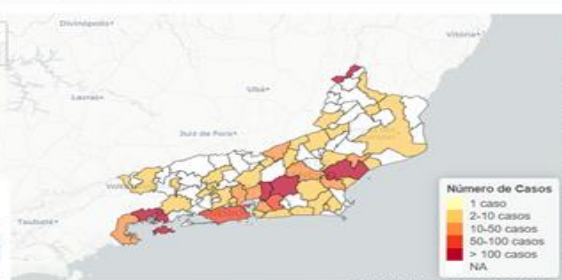 Divinópolis
Vitória
Lavras
Ubá
Juiz de Fora
Taubaté
Número de Casos
1 caso
2-10 casos
10-50 casos
50-100 casos
> 100 casos
NA